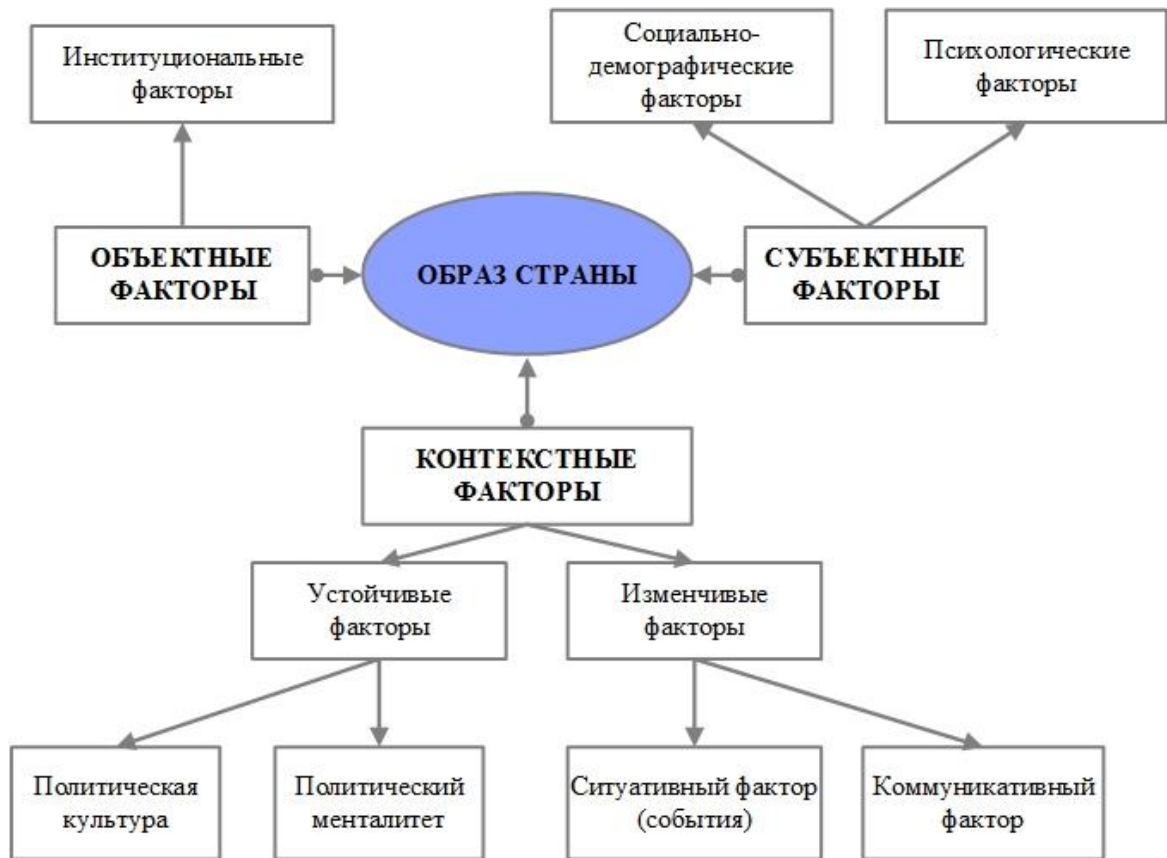 Институциональные
факторы
Социально-
демографические
факторы
Психологические
факторы
ОБЪЕКТНЫЕ
ФАКТОРЫ
ОБРАЗ СТРАНЫ
СУБЪЕКТНЫЕ
ФАКТОРЫ
КОНТЕКСТНЫЕ
ФАКТОРЫ
Устойчивые
факторы
Изменчивые
факторы
Политическая
культура
Политический
менталитет
Ситуативный фактор
(события)
Коммуникативный
фактор